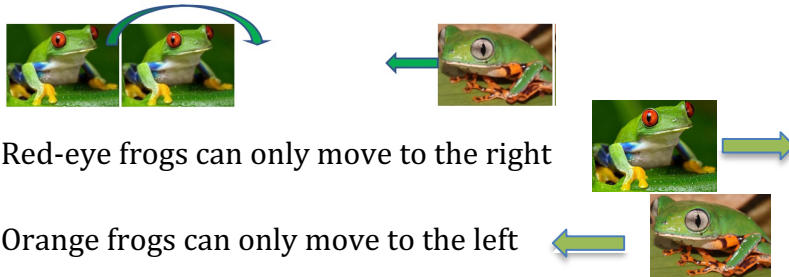 Red-eye frogs can only move to the right
Orange frogs can only move to the left